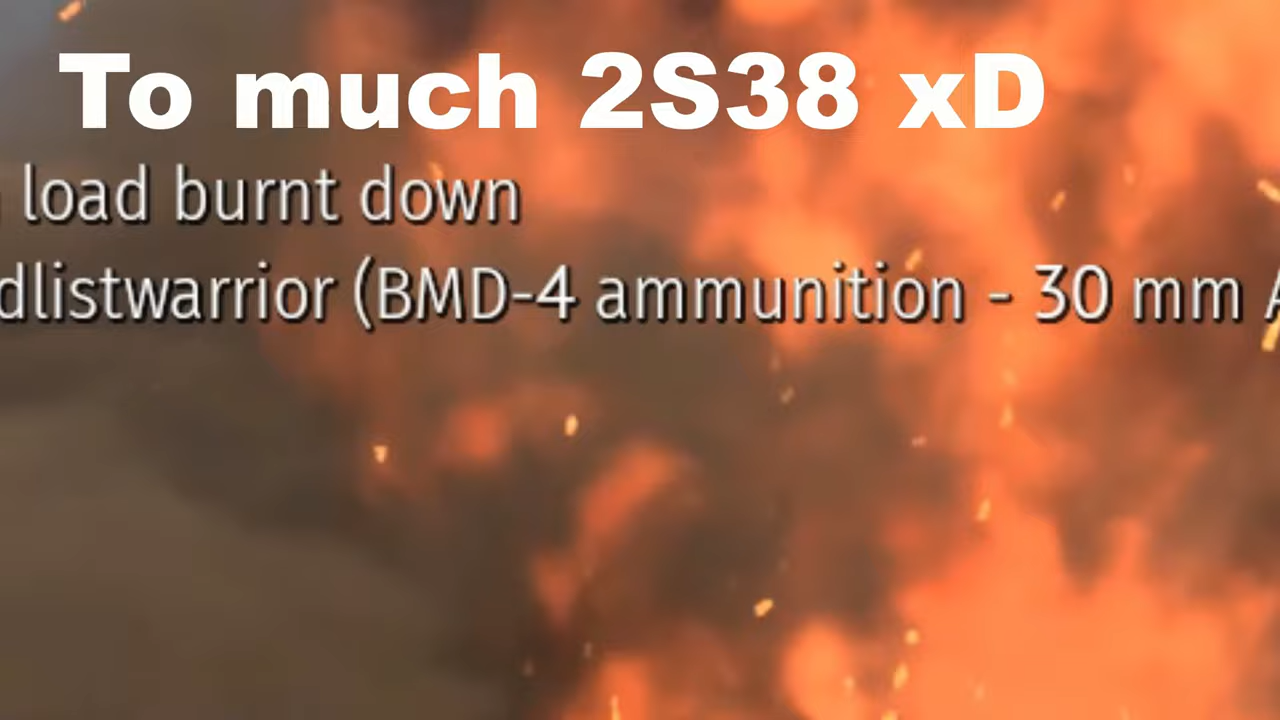 To much 2S38 xD
load burnt down
dlistwarrior (BMD-4 ammunition - 30 mm